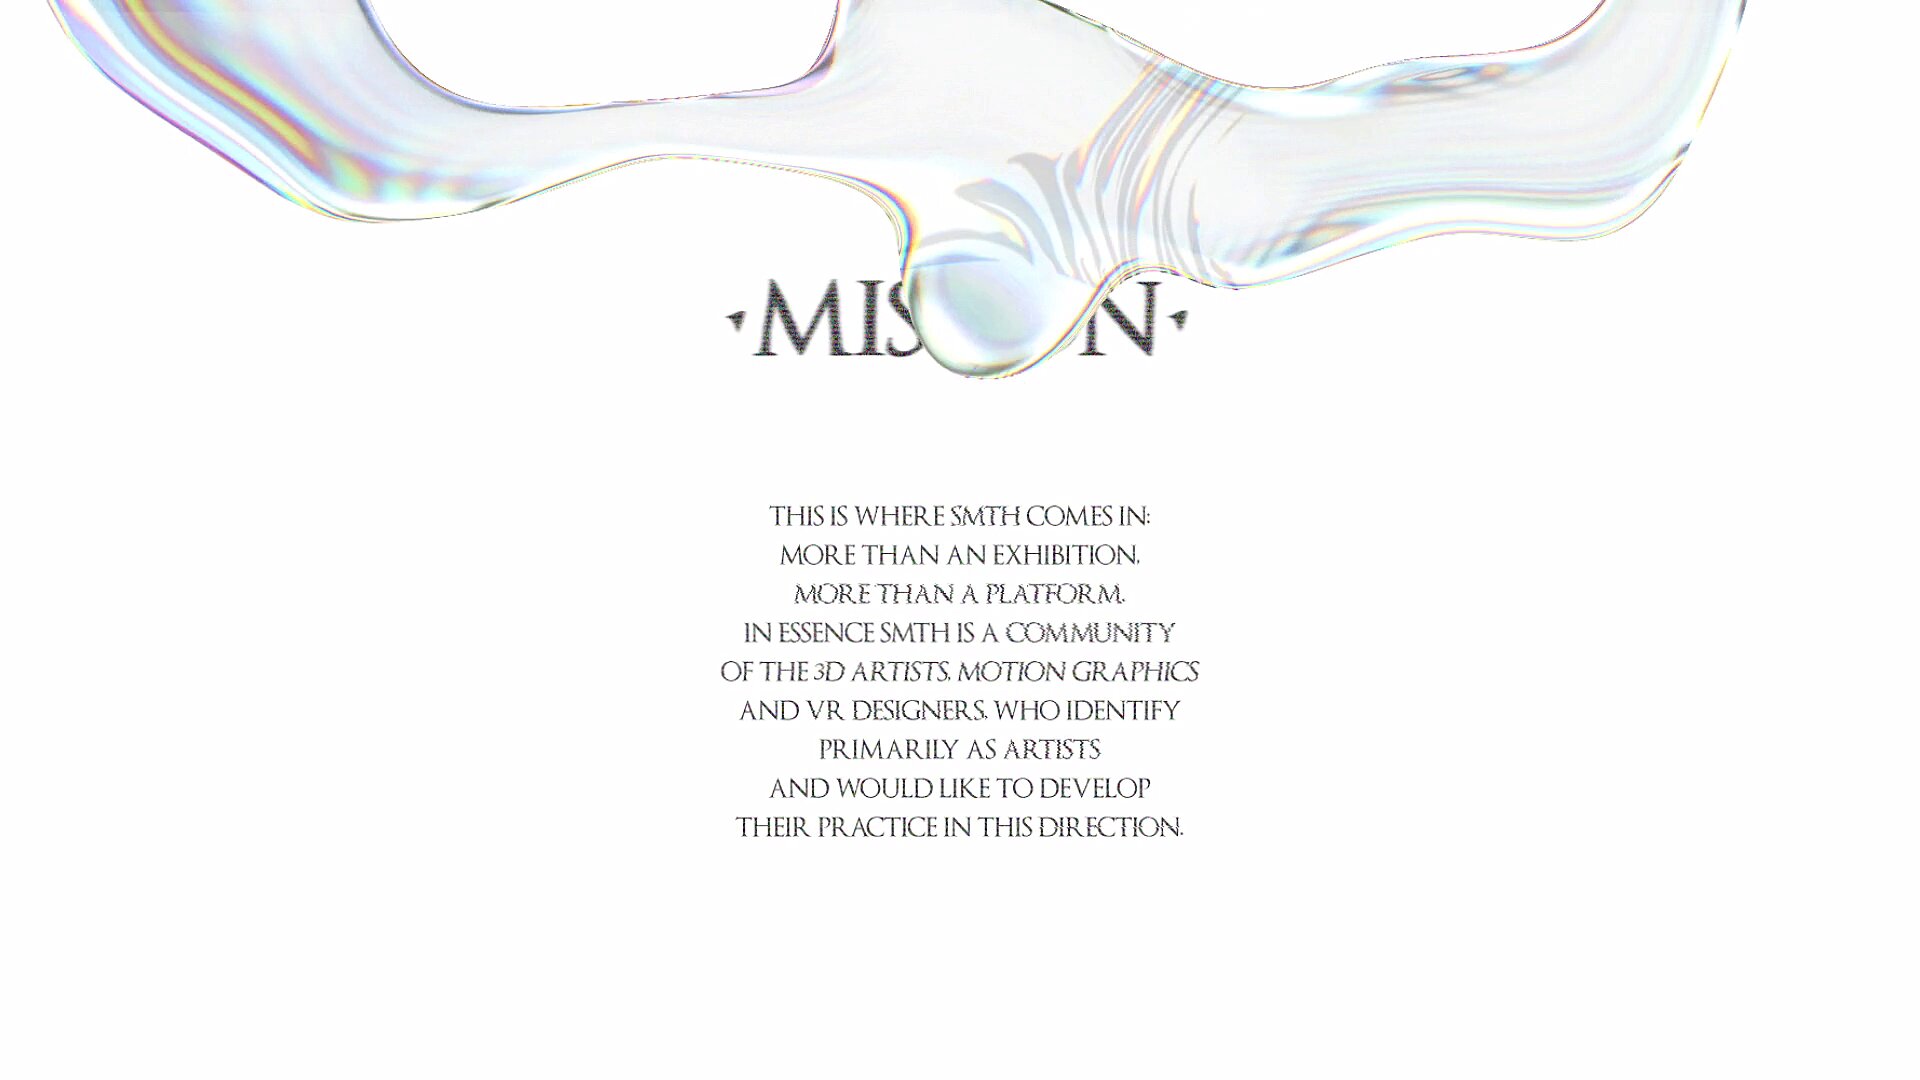 THIS IS WHERE SMTH COMES IN:
MORE THAN AN EXHIBITION,
MORE THAN A PLATFORM.
IN ESSENCE SMTH IS A COMMUNITY
OF THE 3D ARTISTS, MOTION GRAPHICS
AND VR DESIGNERS, WHO IDENTIFY
PRIMARILY AS ARTISTS
AND WOULD LIKE TO DEVELOP
THEIR PRACTICE IN THIS DIRECTION.